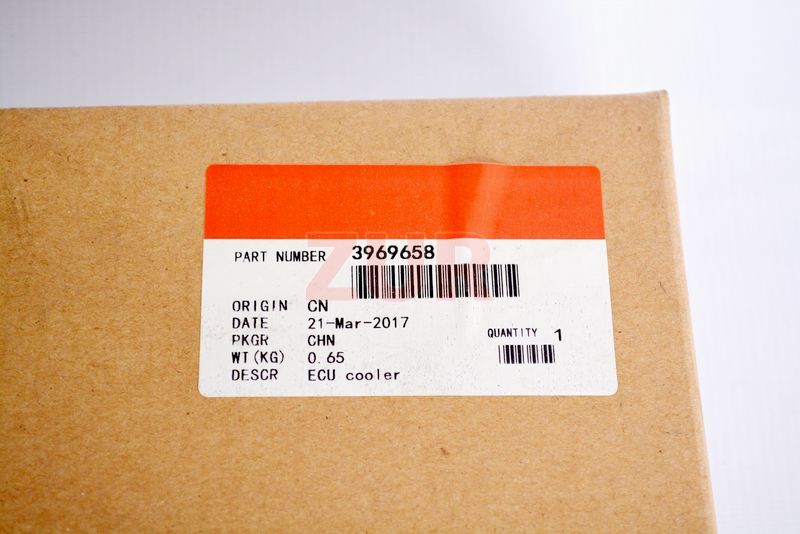 PART NUMBER 3969658
ZUR
ORIGIN CN
DATE 21-Mar-2017
PKGR CHN
WT(KG) 0.65
DESCR ECU cooler
QUANTITY 1